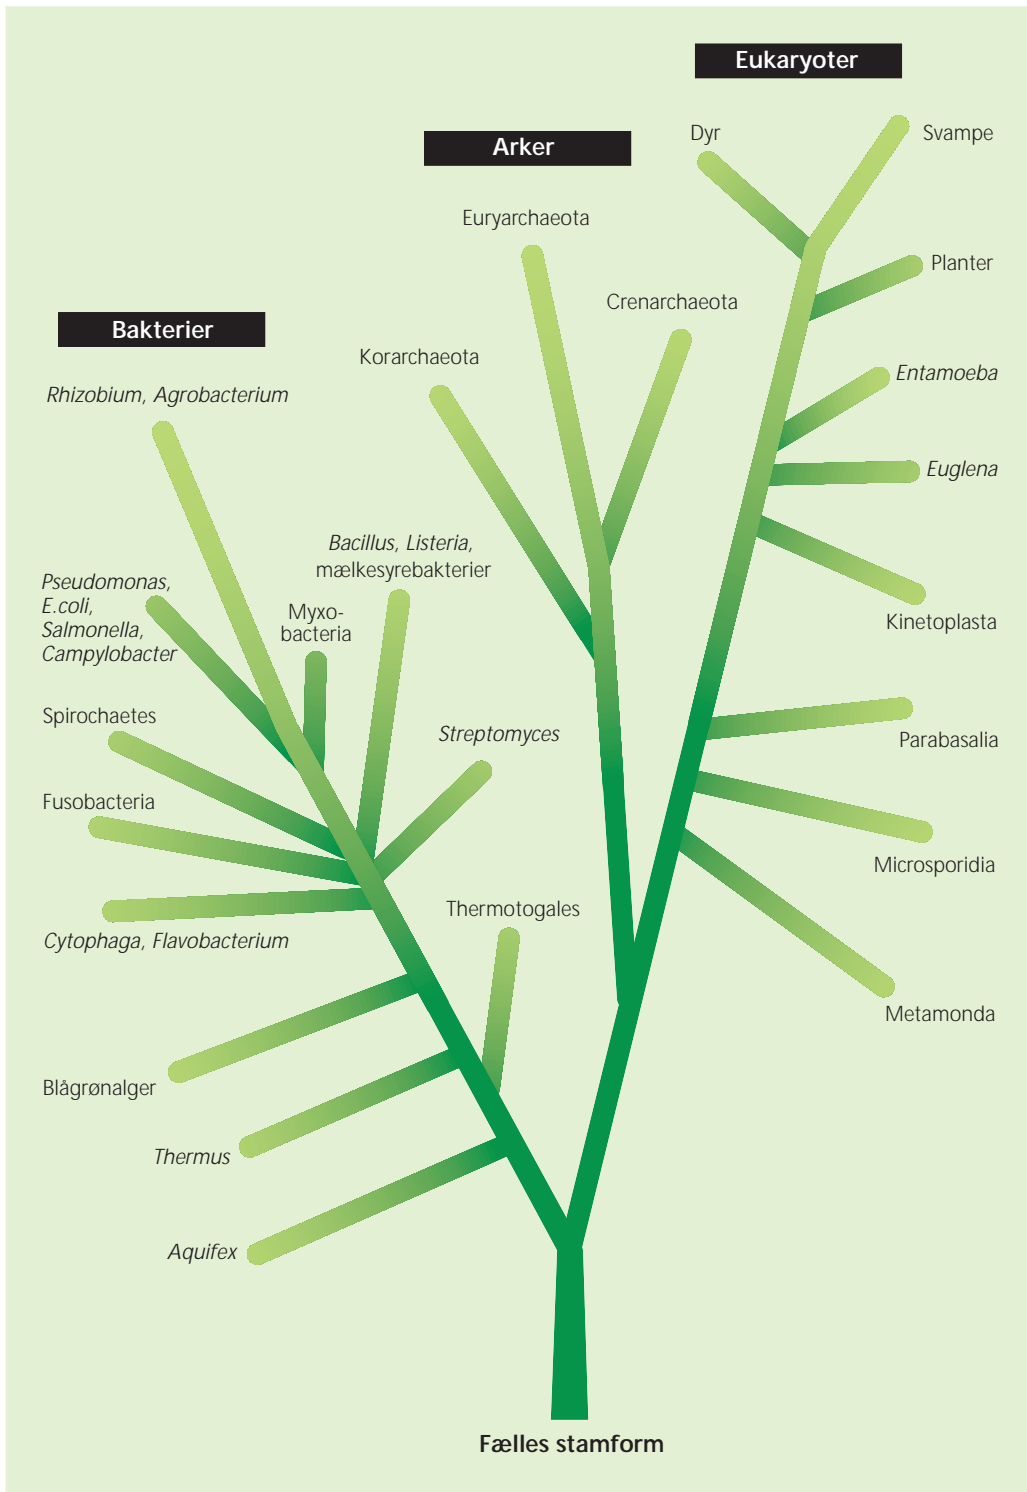 Eukaryoter
Dyr
Svampe
Arker
Euryarchaeota
Planter
Crenarchaeota
Bakterier
Korarchaeota
Entamoeba
Rhizobium, Agrobacterium
Euglena
Bacillus, Listeria,
mælkesyrebakterier
Pseudomonas,
E.coli,
Salmonella,
Campylobacter
Myxo-
bacteria
Kinetoplasta
Spirochaetes
Streptomyces
Parabasalia
Fusobacteria
Microsporidia
Thermotogales
Cytophaga, Flavobacterium
Metamonda
Blågrønalger
Thermus
Aquifex
Fælles stamform